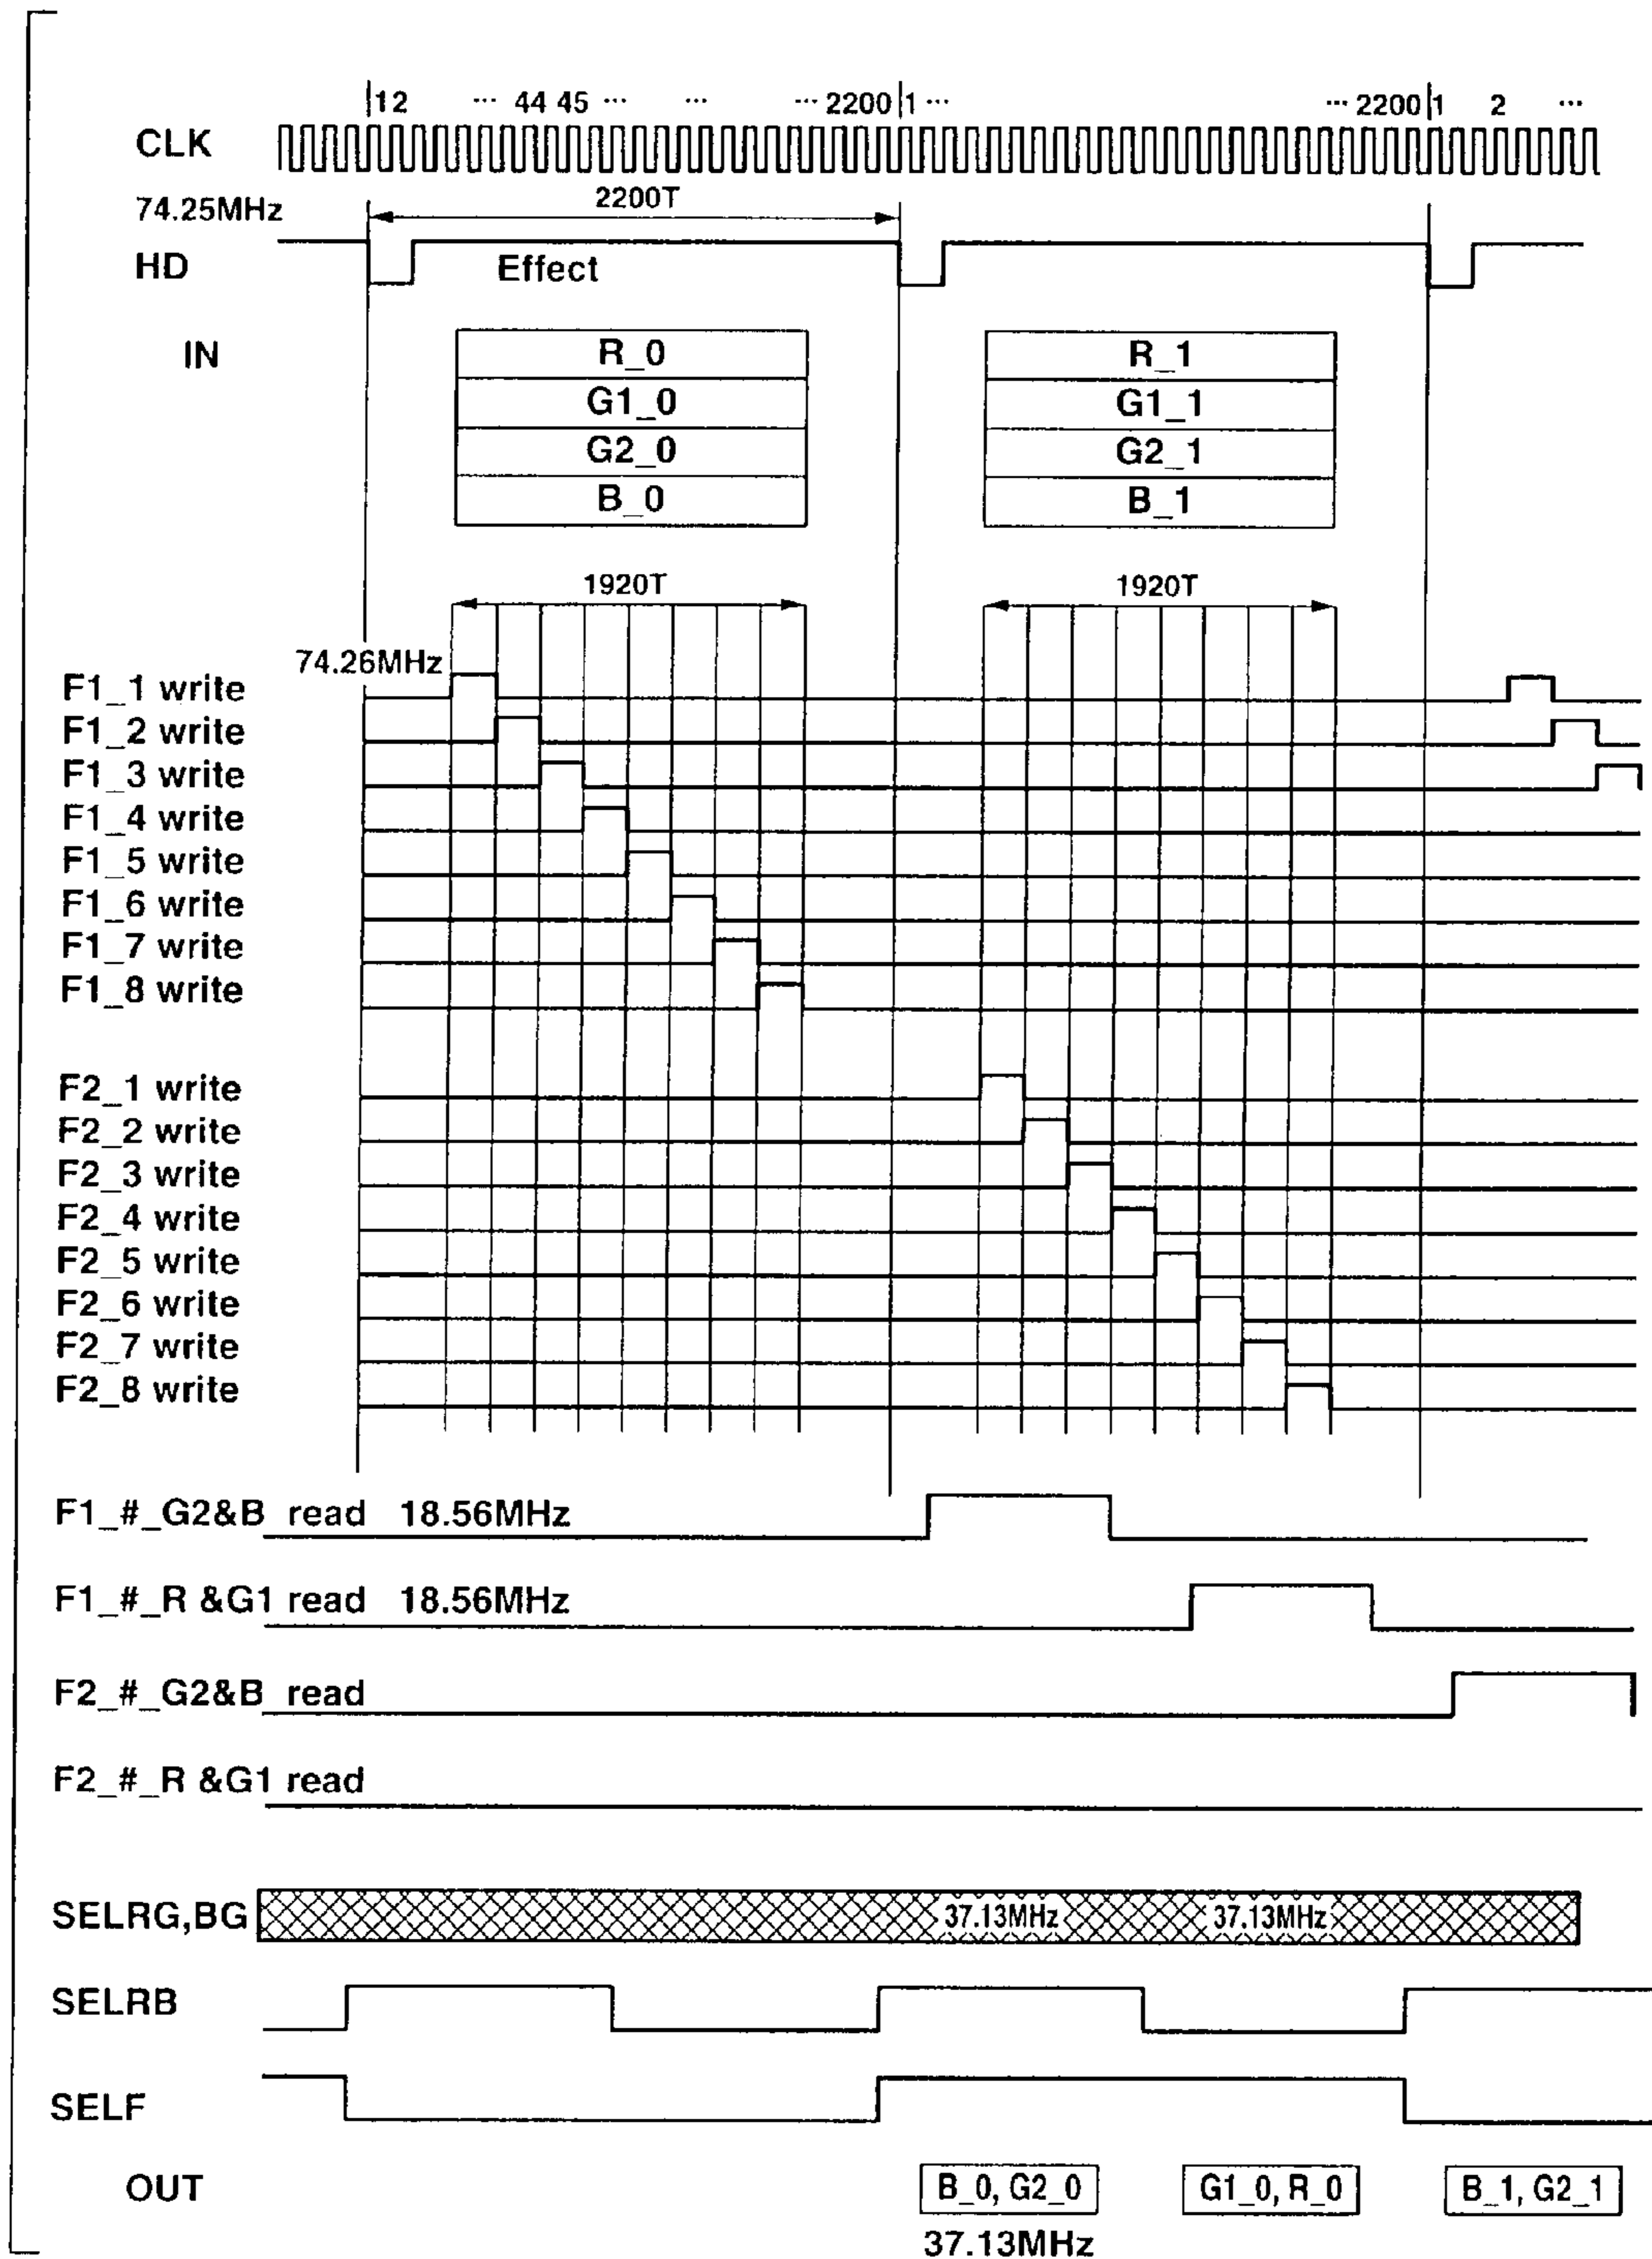 12 ... 44 45 ... ... ... 2200 1 ... ... 2200 1 2 ...
CLK
74.25MHz 2200T
HD Effect
IN
R_0 R_1
G1_0 G1_1
G2_0 G2_1
B_0 B_1
1920T 1920T
74.26MHz
F1_1 write
F1_2 write
F1_3 write
F1_4 write
F1_5 write
F1_6 write
F1_7 write
F1_8 write
F2_1 write
F2_2 write
F2_3 write
F2_4 write
F2_5 write
F2_6 write
F2_7 write
F2_8 write
F1_#_G2&B read 18.56MHz
F1_#_R &G1 read 18.56MHz
F2_#_G2&B read
F2_#_R &G1 read
SELRG,BG 37.13MHz 37.13MHz
SELRB
SELF
OUT B_0, G2_0 G1_0, R_0 B_1, G2_1
37.13MHz